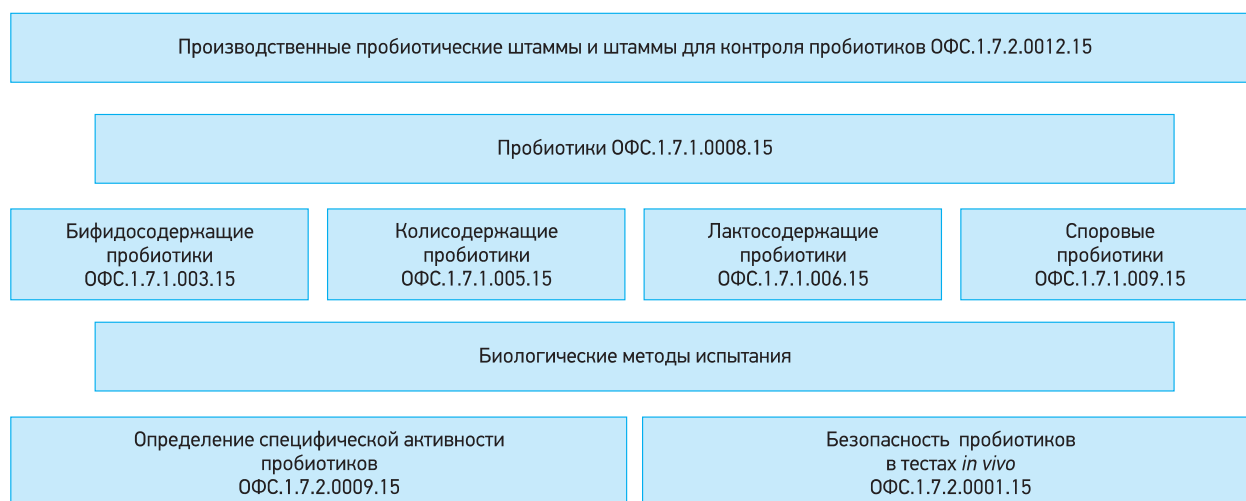 Производственные пробиотические штаммы и штаммы для контроля пробиотиков ОФС.1.7.2.0012.15
Пробиотики ОФС.1.7.1.0008.15
Бифидосодержащие
пробиотики
ОФС.1.7.1.003.15
Колисодержащие
пробиотики
ОФС.1.7.1.005.15
Лактосодержащие
пробиотики
ОФС.1.7.1.006.15
Споровые
пробиотики
ОФС.1.7.1.009.15
Биологические методы испытания
Определение специфической активности
пробиотиков
ОФС.1.7.2.0009.15
Безопасность пробиотиков
в тестах in vivo
ОФС.1.7.2.0001.15